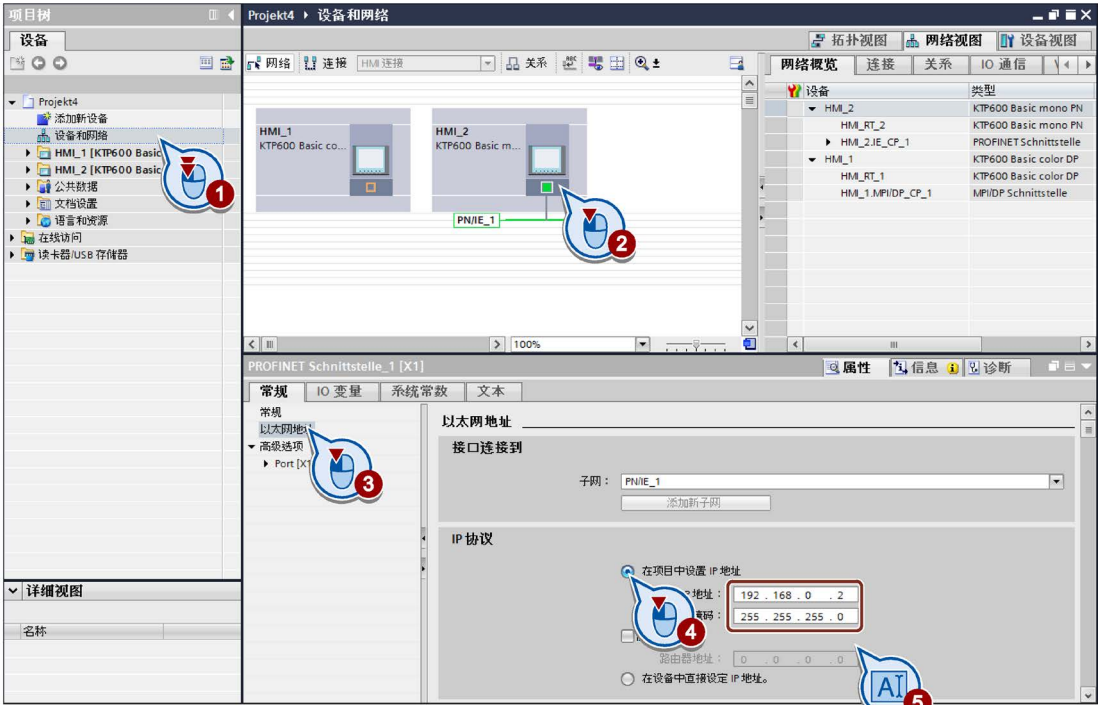 项目树
Projekt4 ▸ 设备和网络
设备
拓扑视图 网络视图 设备视图
网络 连接 HMI 连接 关系
网络概览 连接 关系 IO 通信
Projekt4
添加新设备
设备和网络
HMI_1 [KTP600 Basic
HMI_2 [KTP600 Basic
公共数据
文档设置
语言和资源
在线访问
读卡器/USB 存储器
1
HMI_1
KTP600 Basic co...
HMI_2
KTP600 Basic m...
PN/IE_1
2
100%
设备 类型
HMI_2 KTP600 Basic mono PN
HMI_RT_2 KTP600 Basic mono PN
HMI_2.IE_CP_1 PROFINET Schnittstelle
HMI_1 KTP600 Basic color DP
HMI_RT_1 KTP600 Basic color DP
HMI_1.MPI/DP_CP_1 MPI/DP Schnittstelle
PROFINET Schnittstelle_1 [X1]
属性 信息 诊断
常规 IO 变量 系统常数 文本
常规
以太网地
高级选项
Port [X1
3
以太网地址
接口连接到
子网： PN/IE_1
添加新子网
IP 协议
在项目中设置 IP 地址
地址： 192 . 168 . 0 . 2
码： 255 . 255 . 255 . 0
4
路由器地址： 0 . 0 . 0 . 0
在设备中直接设定 IP 地址。
AI
5
详细视图
名称